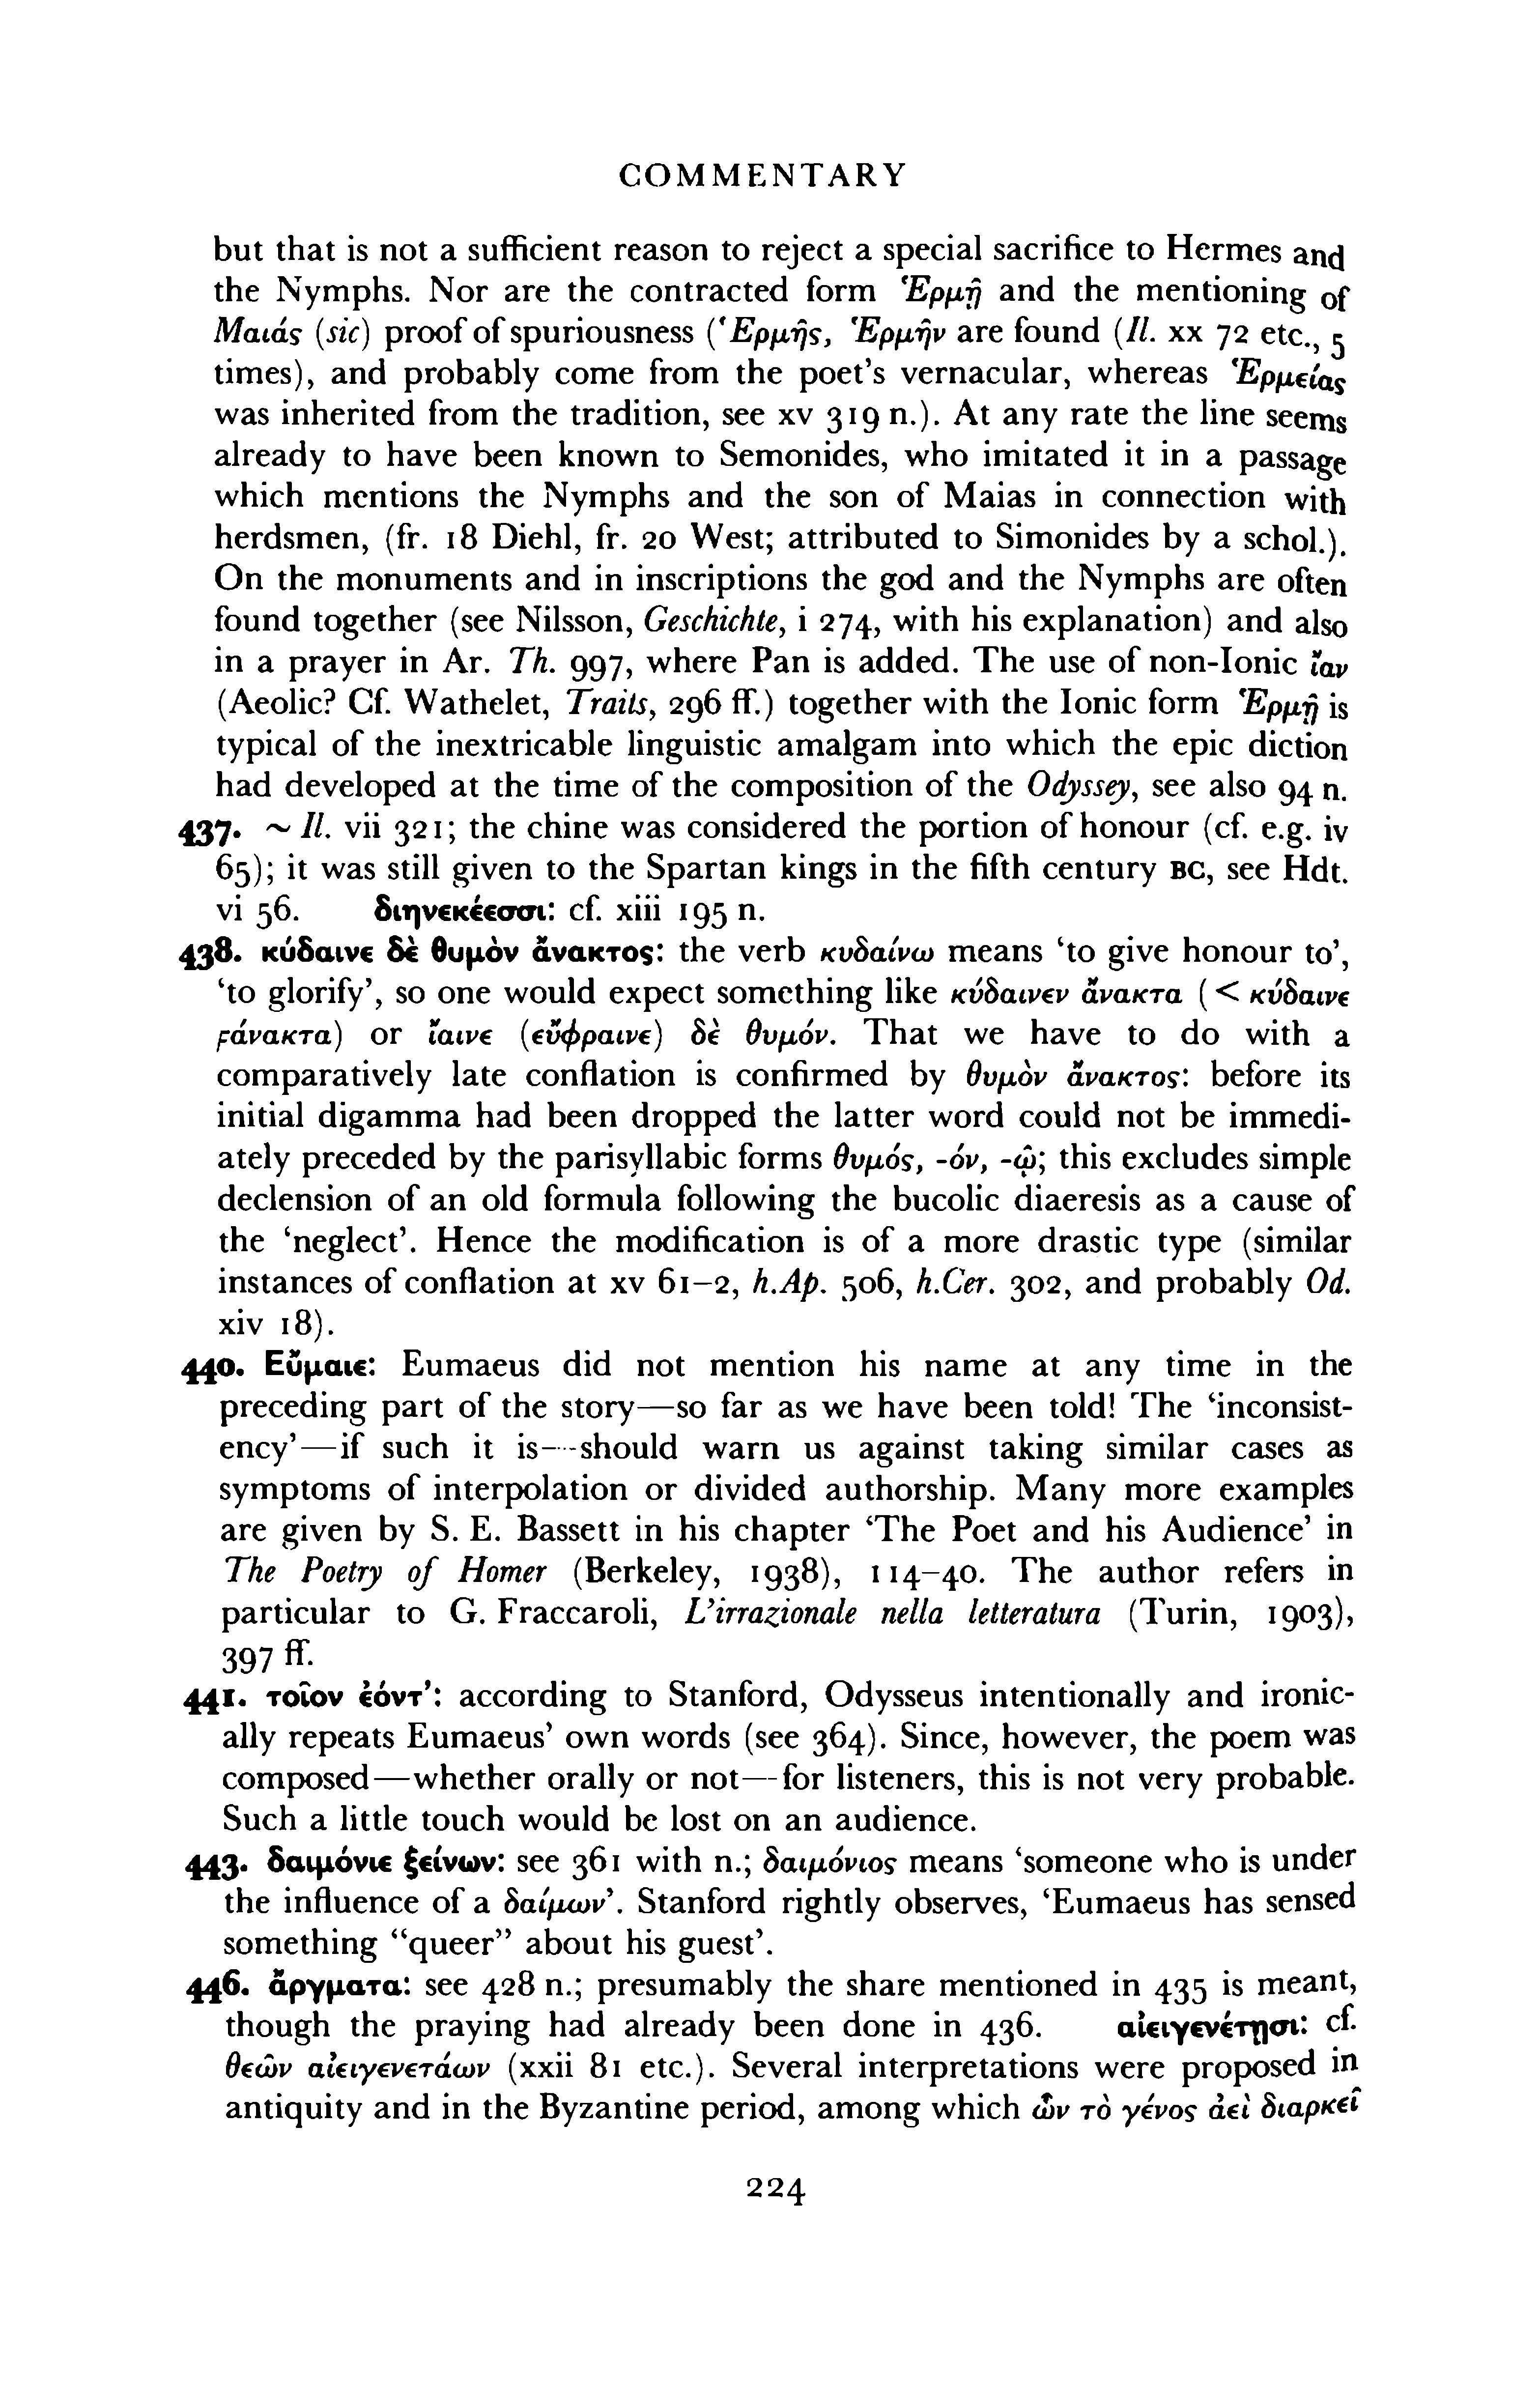 COMMENTARY
but that is not a sufficient reason to reject a special sacrifice to Hermes and
the Nymphs. Nor are the contracted form Ἑρμῇ and the mentioning of
Μαιάς (sic) proof of spuriousness (Ἑρμῆς, Ἑρμῆν are found (Il. xx 72 etc., 5
times), and probably come from the poet's vernacular, whereas Ἑρμείας
was inherited from the tradition, see xv 319 n.). At any rate the line seems
already to have been known to Semonides, who imitated it in a passage
which mentions the Nymphs and the son of Maias in connection with
herdsmen, (fr. 18 Diehl, fr. 20 West; attributed to Simonides by a schol.).
On the monuments and in inscriptions the god and the Nymphs are often
found together (see Nilsson, Geschichte, i 274, with his explanation) and also
in a prayer in Ar. Th. 997, where Pan is added. The use of non-Ionic ἴαν
(Aeolic? Cf. Wathelet, Traits, 296 ff.) together with the Ionic form Ἑρμῇ is
typical of the inextricable linguistic amalgam into which the epic diction
had developed at the time of the composition of the Odyssey, see also 94 n.
437. ~ Il. vii 321; the chine was considered the portion of honour (cf. e.g. iv
65); it was still given to the Spartan kings in the fifth century BC, see Hdt.
vi 56. διηνεκέεσσι: cf. xiii 195 n.
438. κύδαινε δὲ θυμὸν ἄνακτος: the verb κυδαίνω means ‘to give honour to’,
‘to glorify’, so one would expect something like κύδαινεν ἄνακτα (< κύδαινε
ϝάνακτα) or ἴαινε (εὔφραινε) δὲ θυμόν. That we have to do with a
comparatively late conflation is confirmed by θυμὸν ἄνακτος: before its
initial digamma had been dropped the latter word could not be immedi-
ately preceded by the parisyllabic forms θυμός, -όν, -ῷ; this excludes simple
declension of an old formula following the bucolic diaeresis as a cause of
the ‘neglect’. Hence the modification is of a more drastic type (similar
instances of conflation at xv 61–2, h.Ap. 506, h.Cer. 302, and probably Od.
xiv 18).
440. Εὔμαιε: Eumaeus did not mention his name at any time in the
preceding part of the story—so far as we have been told! The ‘inconsist-
ency’—if such it is—should warn us against taking similar cases as
symptoms of interpolation or divided authorship. Many more examples
are given by S. E. Bassett in his chapter ‘The Poet and his Audience’ in
The Poetry of Homer (Berkeley, 1938), 114–40. The author refers in
particular to G. Fraccaroli, L'irrazionale nella letteratura (Turin, 1903),
397 ff.
441. τοῖον ἐόντ’: according to Stanford, Odysseus intentionally and ironic-
ally repeats Eumaeus’ own words (see 364). Since, however, the poem was
composed—whether orally or not—for listeners, this is not very probable.
Such a little touch would be lost on an audience.
443. δαιμόνιε ξείνων: see 361 with n.; δαιμόνιος means ‘someone who is under
the influence of a δαίμων’. Stanford rightly observes, ‘Eumaeus has sensed
something “queer” about his guest’.
446. ἄργματα: see 428 n.; presumably the share mentioned in 435 is meant,
though the praying had already been done in 436. αἰειγενέτῃσι: cf.
θεῶν αἰειγενετάων (xxii 81 etc.). Several interpretations were proposed in
antiquity and in the Byzantine period, among which ὧν τὸ γένος ἀεὶ διαρκεῖ
224